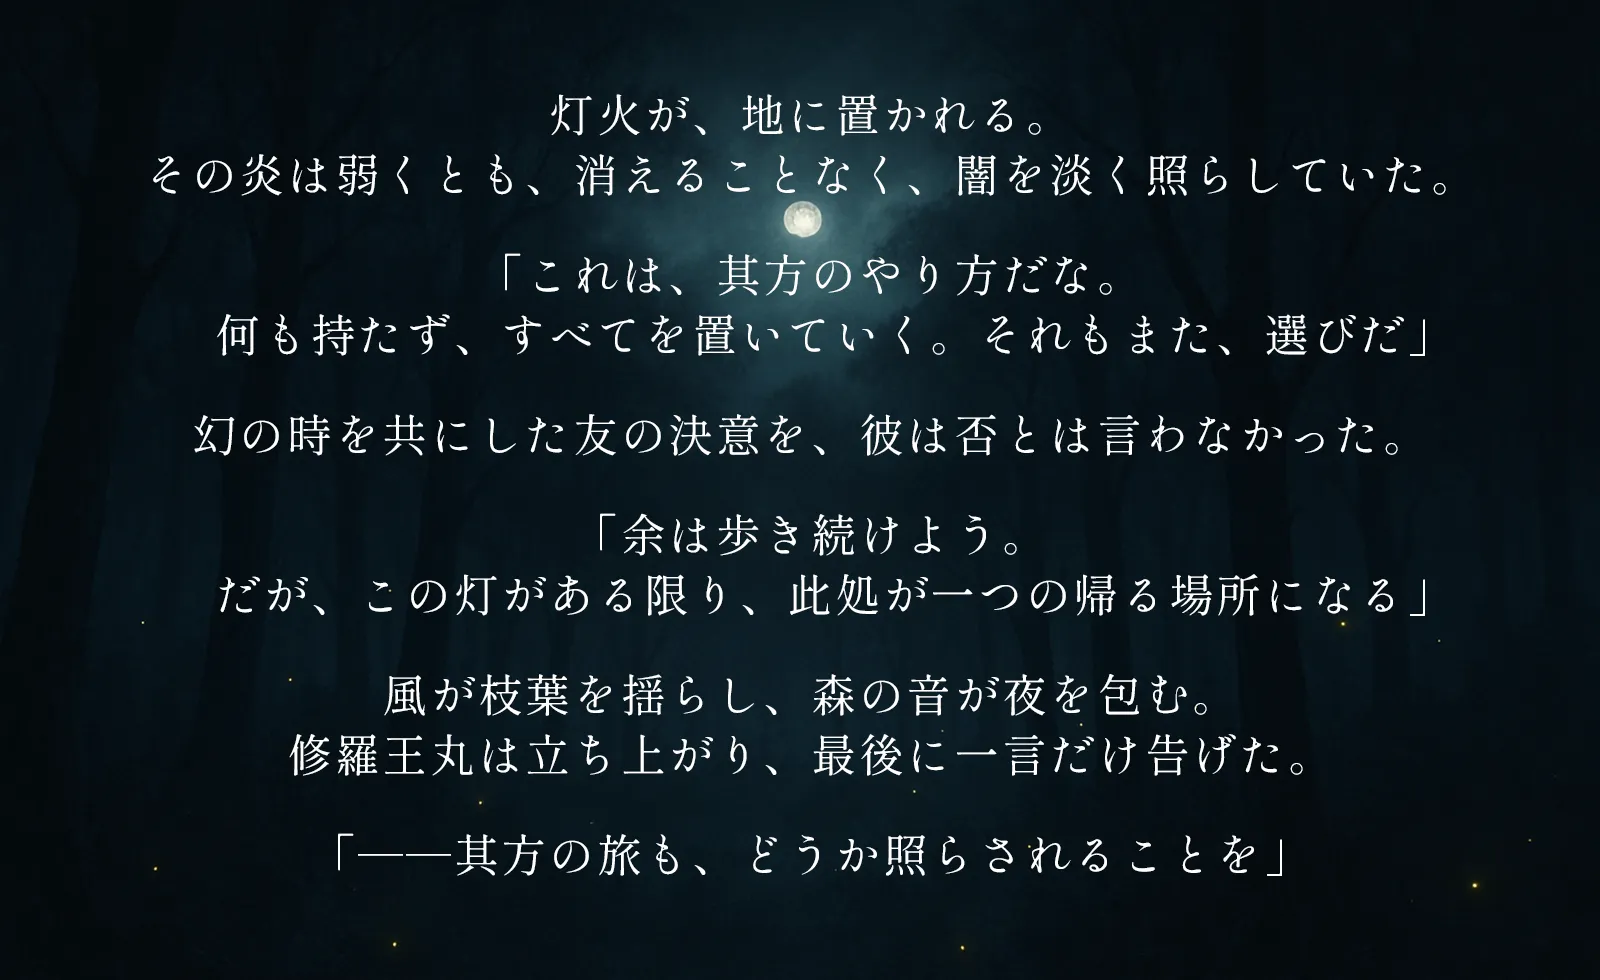 灯火が、地に置かれる。
その炎は弱くとも、消えることなく、闇を淡く照らしていた。
「これは、其方のやり方だな。
何も持たず、すべてを置いていく。それもまた、選びだ」
幻の時を共にした友の決意を、彼は否とは言わなかった。
「余は歩き続けよう。
だが、この灯がある限り、此処が一つの帰る場所になる」
風が枝葉を揺らし、森の音が夜を包む。
修羅王丸は立ち上がり、最後に一言だけ告げた。
「――其方の旅も、どうか照らされることを」